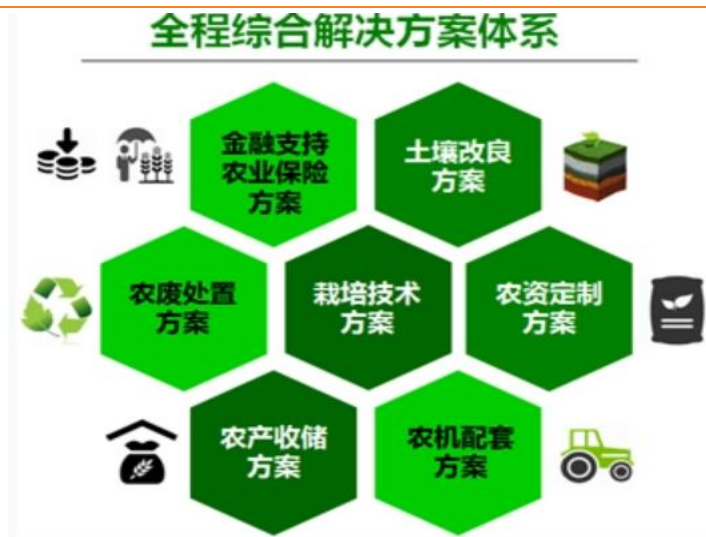 全程综合解决方案体系
金融支持
农业保险
方案
土壤改良
方案
农废处置
方案
栽培技术
方案
农资定制
方案
农产收储
方案
农机配套
方案